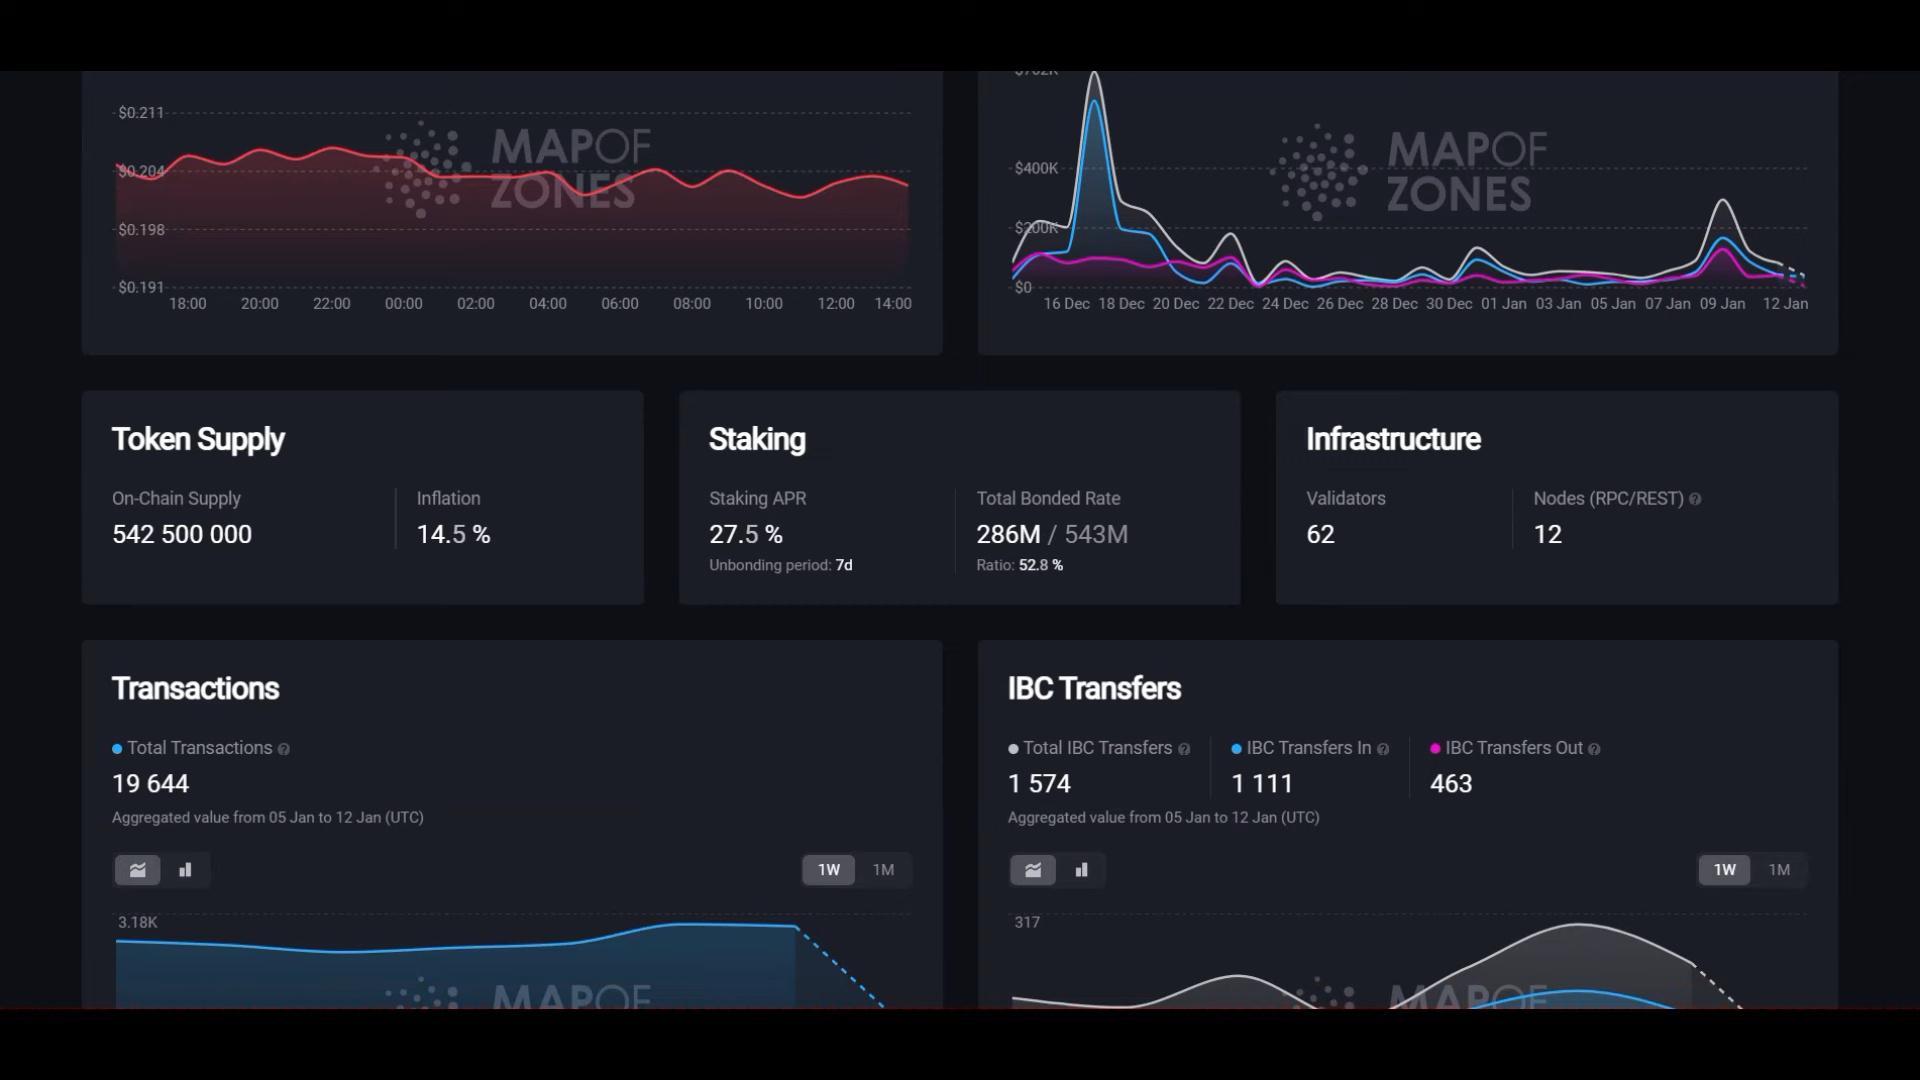 $0.211
$0.204
$0.198
$0.191
18:00 20:00 22:00 00:00 02:00 04:00 06:00 08:00 10:00 12:00 14:00
MAPOF
ZONES
$702K
$400K
$200K
$0
16 Dec 18 Dec 20 Dec 22 Dec 24 Dec 26 Dec 28 Dec 30 Dec 01 Jan 03 Jan 05 Jan 07 Jan 09 Jan 12 Jan
MAPOF
ZONES
Token Supply
On-Chain Supply
542 500 000
Inflation
14.5 %
Staking
Staking APR
27.5 %
Unbonding period: 7d
Total Bonded Rate
286M / 543M
Ratio: 52.8 %
Infrastructure
Validators
62
Nodes (RPC/REST)
12
Transactions
Total Transactions
19 644
Aggregated value from 05 Jan to 12 Jan (UTC)
1W 1M
3.18K
MAPOF
IBC Transfers
Total IBC Transfers
1 574
IBC Transfers In
1 111
IBC Transfers Out
463
Aggregated value from 05 Jan to 12 Jan (UTC)
1W 1M
317
MAPOF